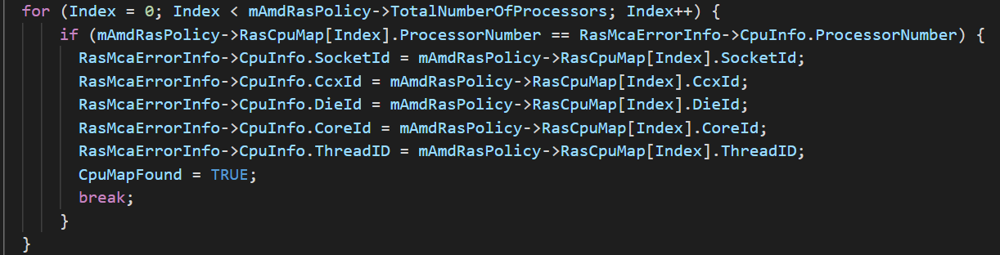 for (Index = 0; Index < mAmdRasPolicy->TotalNumberOfProcessors; Index++) {
if (mAmdRasPolicy->RasCpuMap[Index].ProcessorNumber == RasMcaErrorInfo->CpuInfo.ProcessorNumber) {
RasMcaErrorInfo->CpuInfo.SocketId = mAmdRasPolicy->RasCpuMap[Index].SocketId;
RasMcaErrorInfo->CpuInfo.CcxId = mAmdRasPolicy->RasCpuMap[Index].CcxId;
RasMcaErrorInfo->CpuInfo.DieId = mAmdRasPolicy->RasCpuMap[Index].DieId;
RasMcaErrorInfo->CpuInfo.CoreId = mAmdRasPolicy->RasCpuMap[Index].CoreId;
RasMcaErrorInfo->CpuInfo.ThreadID = mAmdRasPolicy->RasCpuMap[Index].ThreadID;
CpuMapFound = TRUE;
break;
}
}